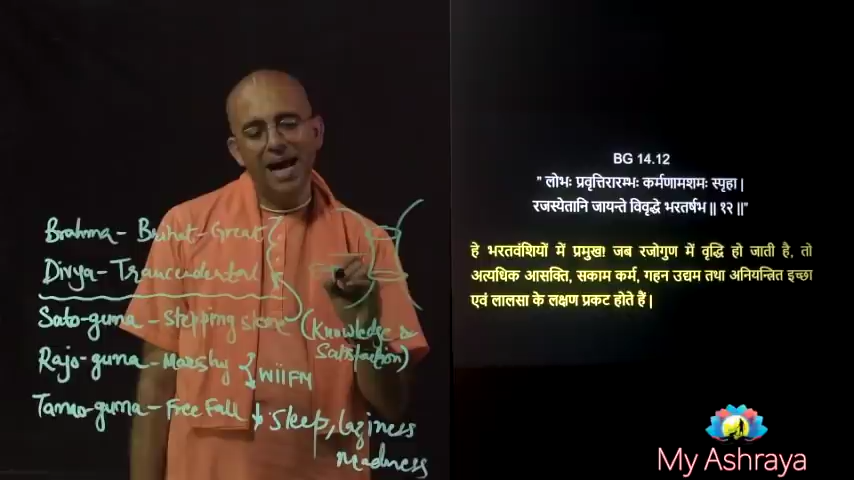 Brahma - Brihat - Great
Divya - Trancendental
Sato-guna - Stepping stone (Knowledge &
Satisfaction)
Rajo-guna - Marshy
WIIFM
Tamo-guna - Free Fall
Sleep, laziness
Madness
BG 14.12
" लोभः प्रवृत्तिरारम्भः कर्मणामशमः स्पृहा |
रजस्येतानि जायन्ते विवृद्धे भरतर्षभ || १२ ||"
हे भरतवंशियों में प्रमुख! जब रजोगुण में वृद्धि हो जाती है, तो
अत्यधिक आसक्ति, सकाम कर्म, गहन उद्यम तथा अनियन्त्रित इच्छा
एवं लालसा के लक्षण प्रकट होते हैं |
My Ashraya